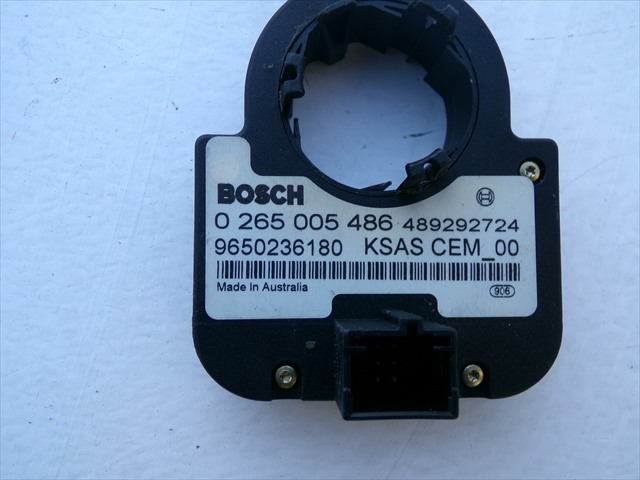 BOSCH
0 265 005 486 489292724
9650236180 KSAS CEM_00
Made In Australia
906